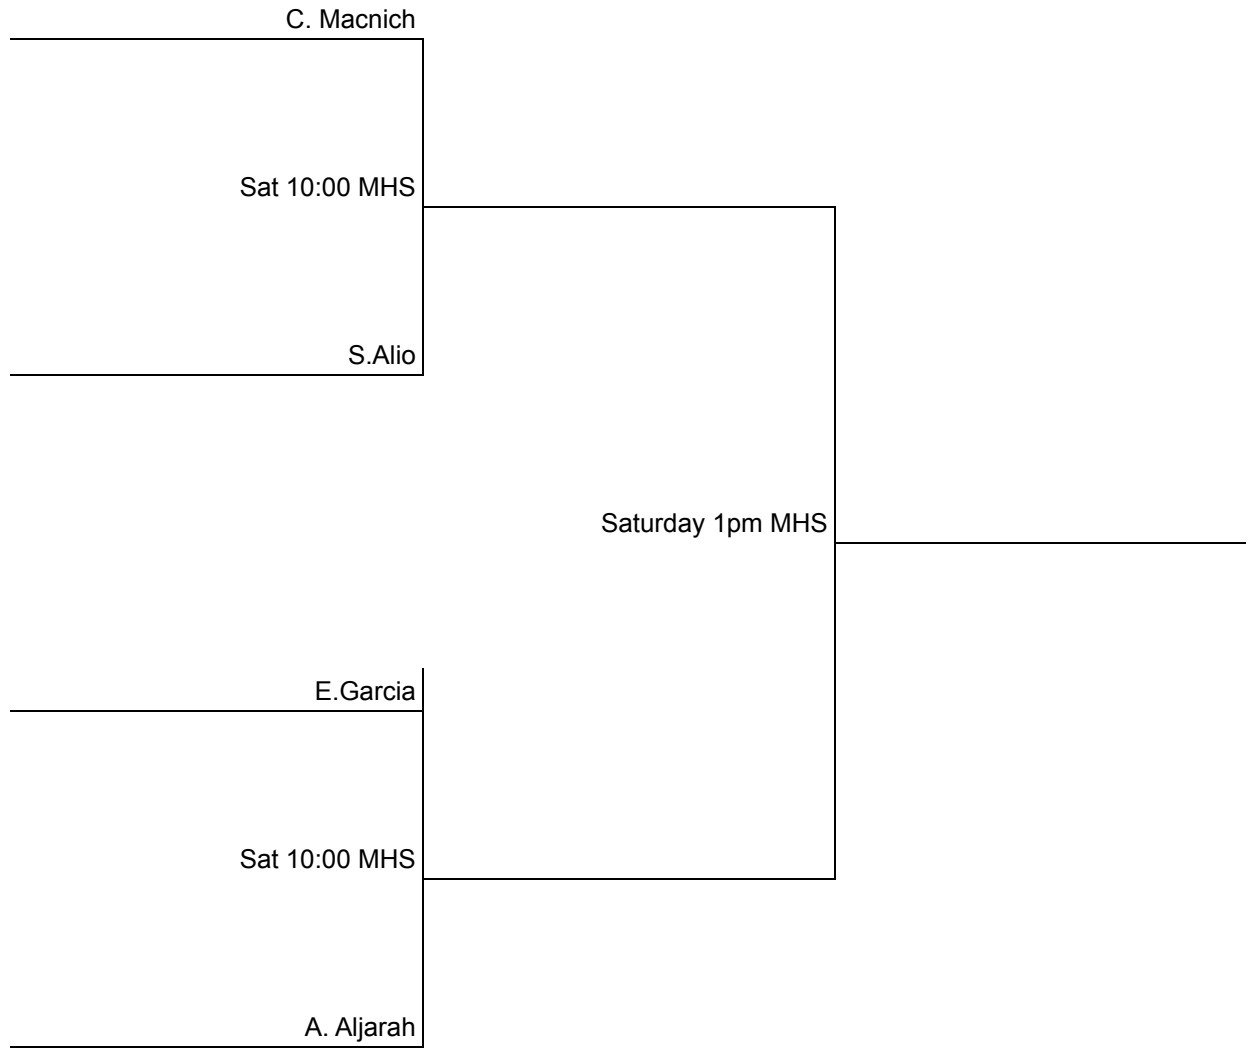 C. Macnich
Sat 10:00 MHS
S.Alio
Saturday 1pm MHS
E.Garcia
Sat 10:00 MHS
A. Aljarah